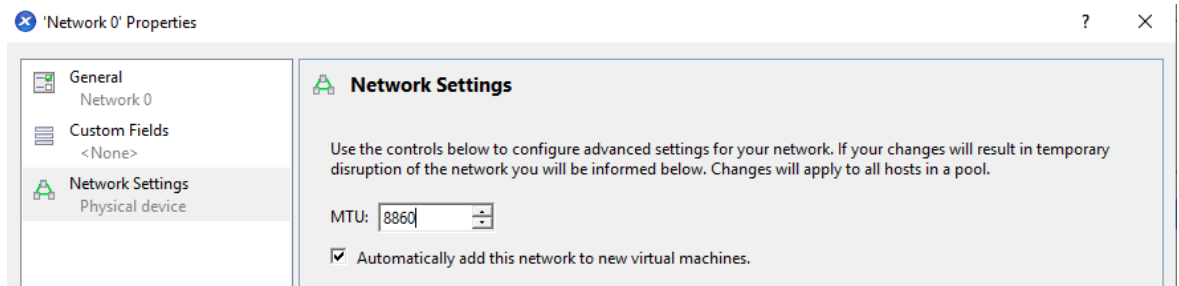 'Network 0' Properties
?
General
Network 0
Custom Fields
<None>
Network Settings
Physical device
Network Settings
Use the controls below to configure advanced settings for your network. If your changes will result in temporary
disruption of the network you will be informed below. Changes will apply to all hosts in a pool.
MTU: 8860
Automatically add this network to new virtual machines.